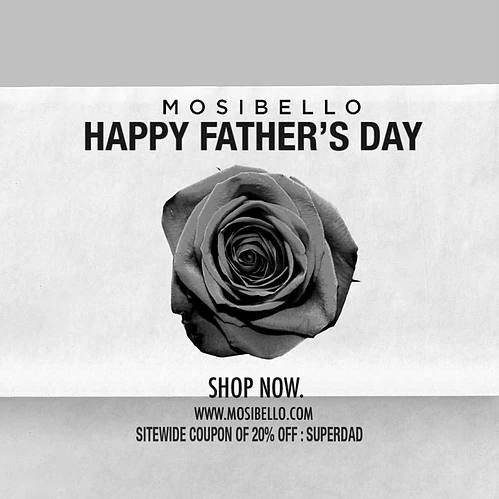 MOSIBELLO
HAPPY FATHER'S DAY
SHOP NOW.
WWW.MOSIBELLO.COM
SITEWIDE COUPON OF 20% OFF : SUPERDAD